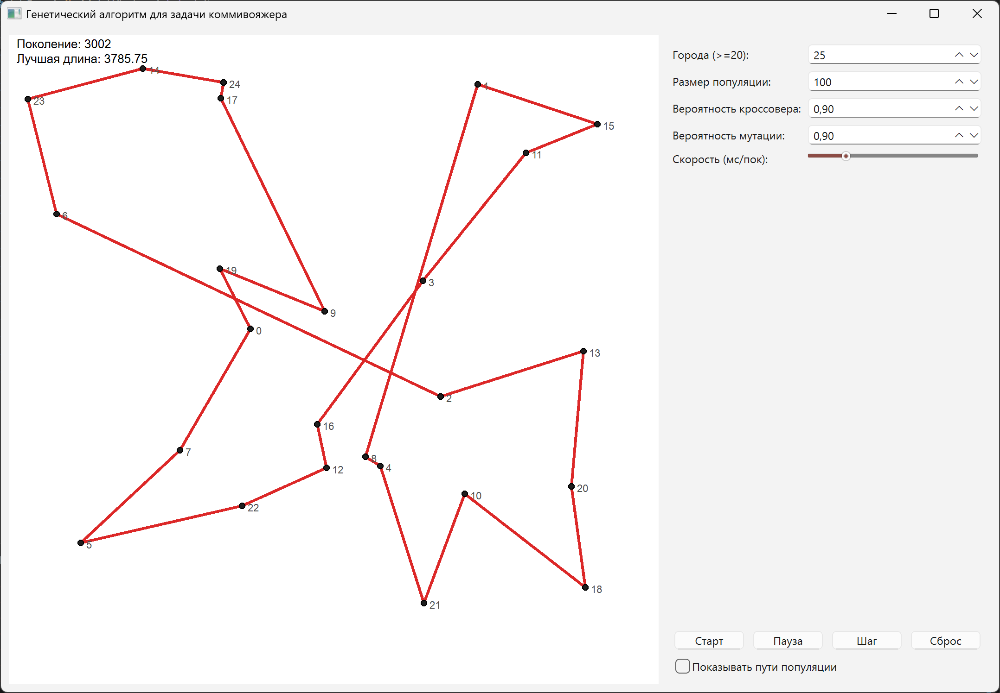 Генетический алгоритм для задачи коммивояжера
Поколение: 3002
Лучшая длина: 3785.75
14
24
23
17
1
15
11
6
19
3
9
0
13
2
16
7
8
12
4
20
10
22
5
18
21
Города (>=20): 25
Размер популяции: 100
Вероятность кроссовера: 0,90
Вероятность мутации: 0,90
Скорость (мс/пок):
Старт Пауза Шаг Сброс
Показывать пути популяции